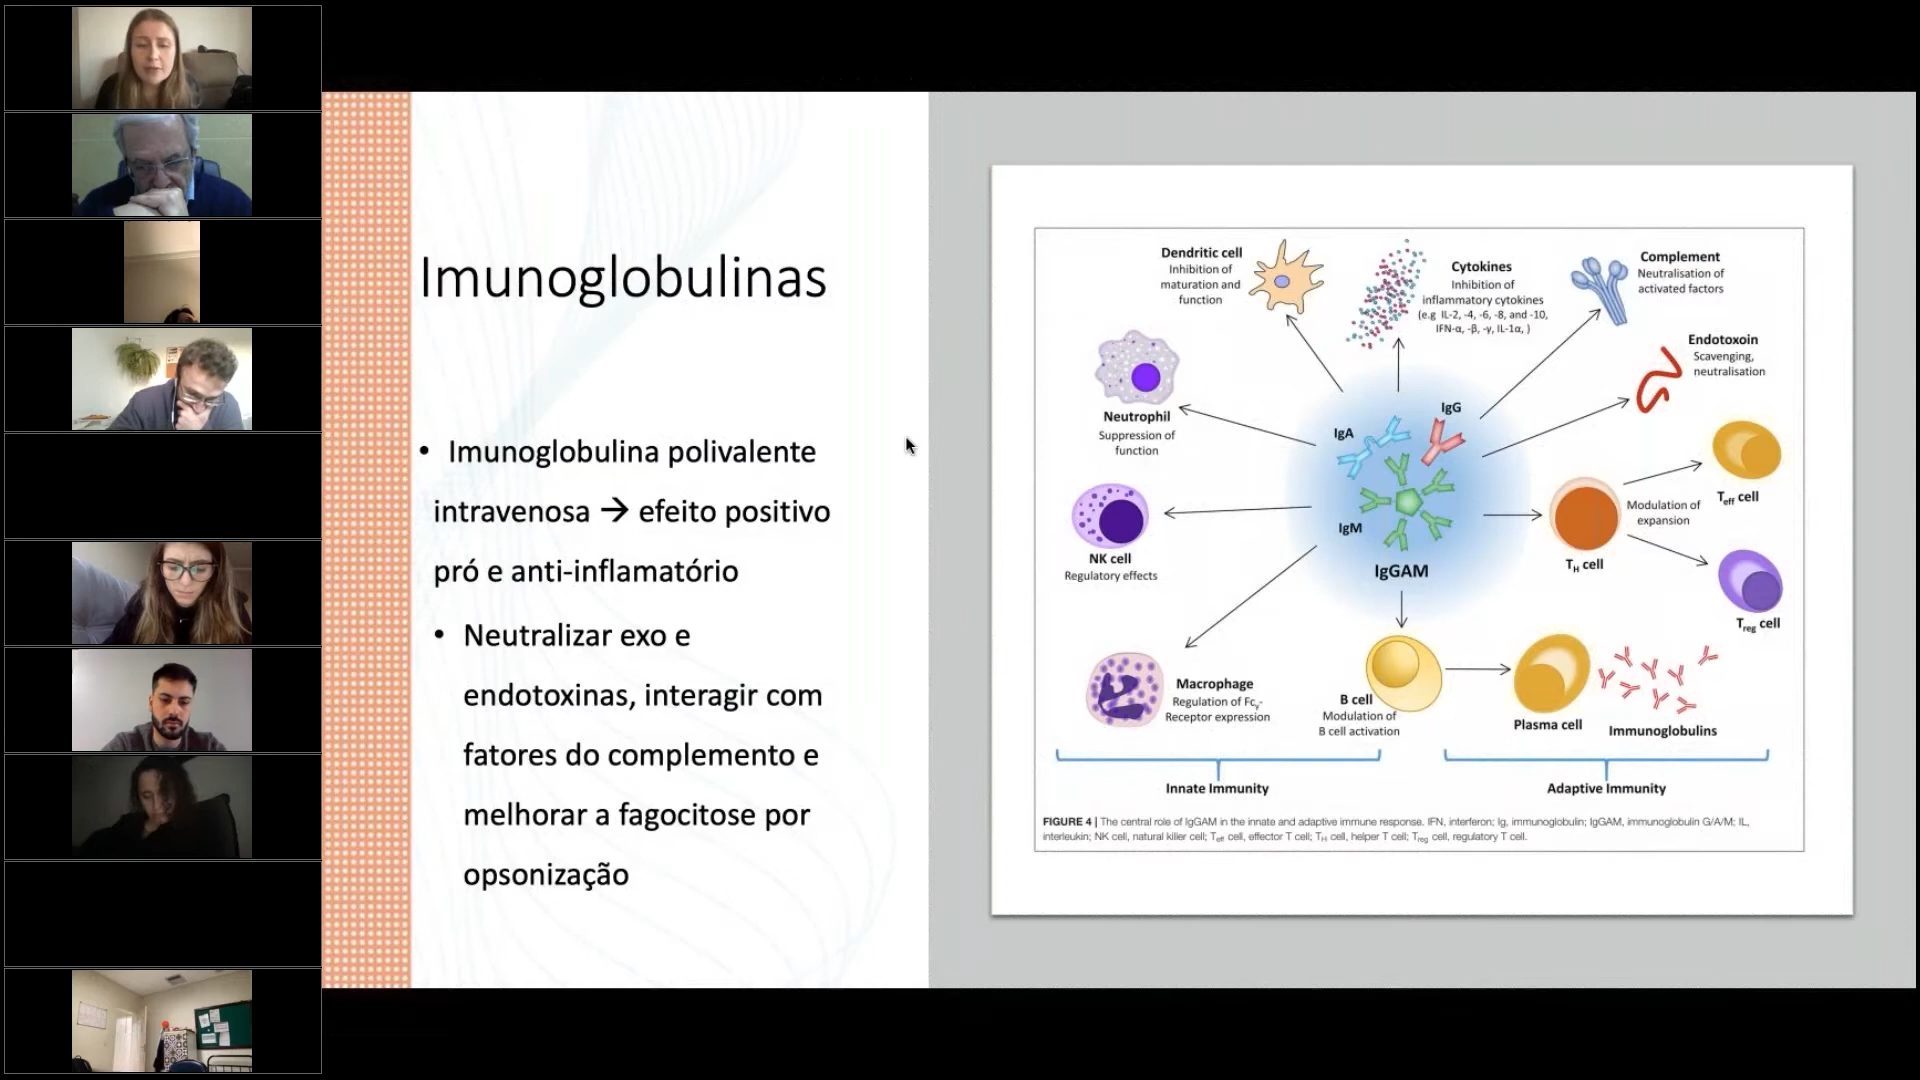 Imunoglobulinas
• Imunoglobulina polivalente
intravenosa → efeito positivo
pró e anti-inflamatório
• Neutralizar exo e
endotoxinas, interagir com
fatores do complemento e
melhorar a fagocitose por
opsonização
Dendritic cell
Inhibition of
maturation and
function
Cytokines
Inhibition of
inflammatory cytokines
(e.g IL-2, -4, -6, -8, and -10,
IFN-α, -β, -γ, IL-1α, )
Complement
Neutralisation of
activated factors
Endotoxoin
Scavenging,
neutralisation
Neutrophil
Suppression of
function
IgA
IgG
IgM
IgGAM
NK cell
Regulatory effects
TH cell
Modulation of
expansion
Teff cell
Treg cell
Macrophage
Regulation of Fcγ-
Receptor expression
B cell
Modulation of
B cell activation
Plasma cell
Immunoglobulins
Innate Immunity
Adaptive Immunity
FIGURE 4 | The central role of IgGAM in the innate and adaptive immune response. IFN, interferon; Ig, immunoglobulin; IgGAM, immunoglobulin G/A/M; IL,
interleukin; NK cell, natural killer cell; Teff cell, effector T cell; TH cell, helper T cell; Treg cell, regulatory T cell.